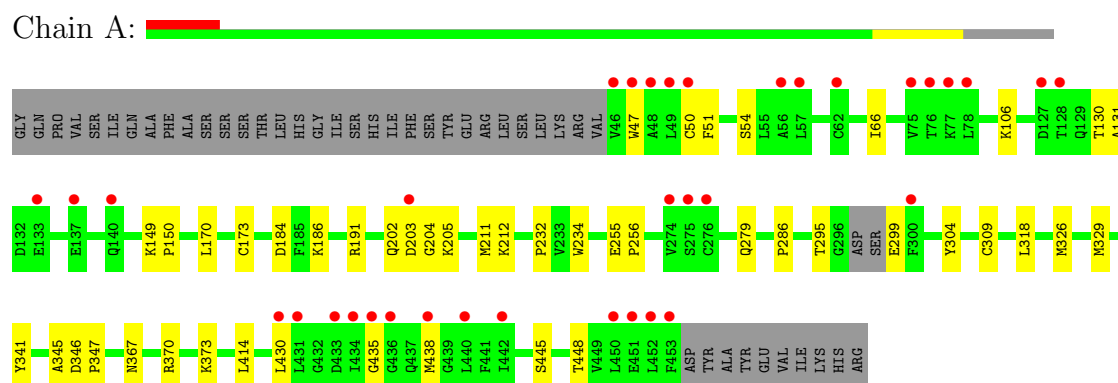 Chain A:
GLY GLN PRO VAL SER ILE GLN ALA PHE ALA SER SER SER THR LEU HIS GLY ILE SER HIS ILE PHE SER TYR GLU ARG LEU SER LEU LYS ARG VAL V46 W47 A48 L49 C50 F51 S54 L55 A56 L57 C62 I66 V75 T76 K77 L78 K106 D127 T128 Q129 T130 A131
D132 E133 E137 Q140 K149 P150 L170 C173 D184 F185 K186 R191 Q202 D203 G204 K205 M211 K212 P232 V233 W234 E255 P256 V274 S275 C276 Q279 P286 T295 G296 ASP SER E299 F300 Y304 C309 L318 M326 M329
Y341 A345 D346 P347 N367 R370 K373 L414 L430 L431 G432 D433 I434 G435 G436 Q437 M438 G439 L440 F441 I442 S445 T448 V449 L450 E451 L452 F453 ASP TYR ALA TYR GLU VAL ILE LYS HIS ARG